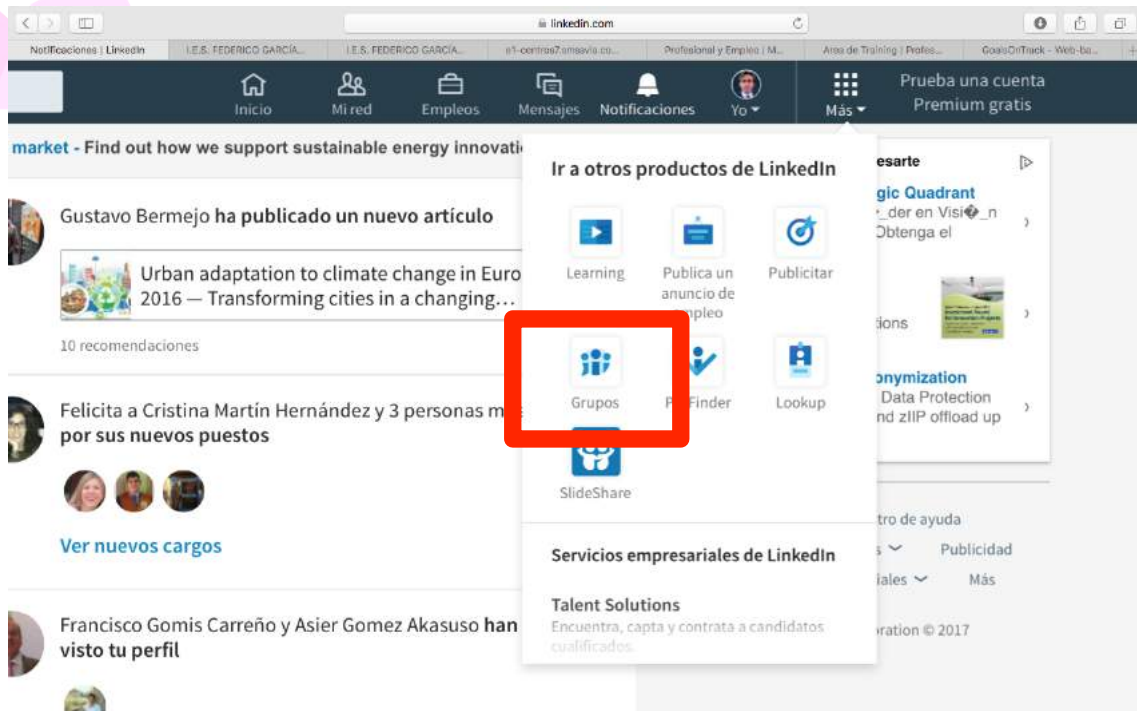 linkedin.com
Notificaciones | LinkedIn
I.E.S. FEDERICO GARCÍA...
I.E.S. FEDERICO GARCÍA...
Profesional y Empleo | M...
Area de Training | Profes...
GoalsOnTrack - Web-ba...
Inicio
Mi red
Empleos
Mensajes
Notificaciones
Yo
Más
Prueba una cuenta
Premium gratis
market - Find out how we support sustainable energy innovati
Gustavo Bermejo ha publicado un nuevo artículo
Urban adaptation to climate change in Euro
2016 — Transforming cities in a changing...
10 recomendaciones
Felicita a Cristina Martín Hernández y 3 personas m
por sus nuevos puestos
Ver nuevos cargos
Francisco Gomis Carreño y Asier Gomez Akasuso han
visto tu perfil
Ir a otros productos de LinkedIn
Learning
Publica un
anuncio de
empleo
Publicitar
Grupos
Finder
Lookup
SlideShare
Servicios empresariales de LinkedIn
Talent Solutions
Encuentra, capta y contrata a candidatos
cualificados.
esarte
gic Quadrant
_der en Visi�_n
Obtenga el
tions
onymization
Data Protection
nd zIIP offload up
tro de ayuda
s
Publicidad
iales
Más
oration © 2017